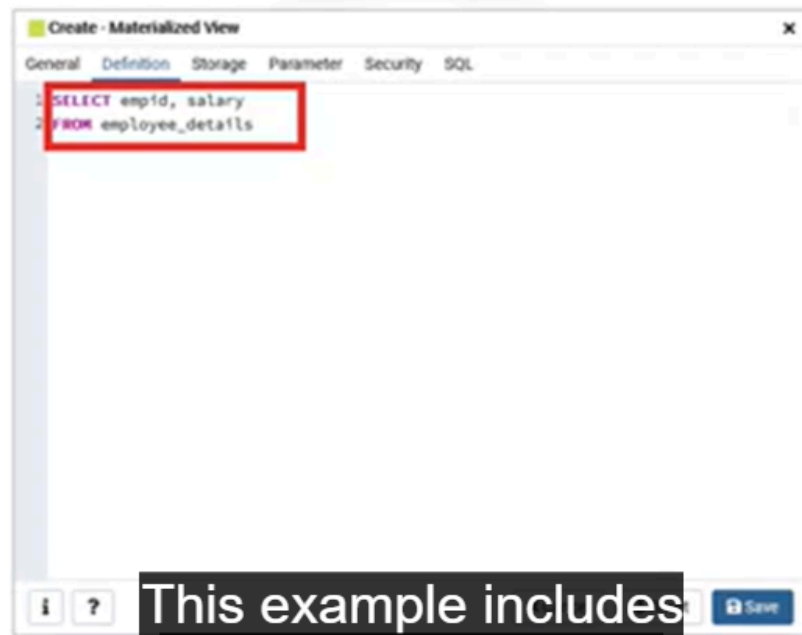 Create - Materialized View
General Definition Storage Parameter Security SQL
1 SELECT empid, salary
2 FROM employee_details
i ? This example includes Save